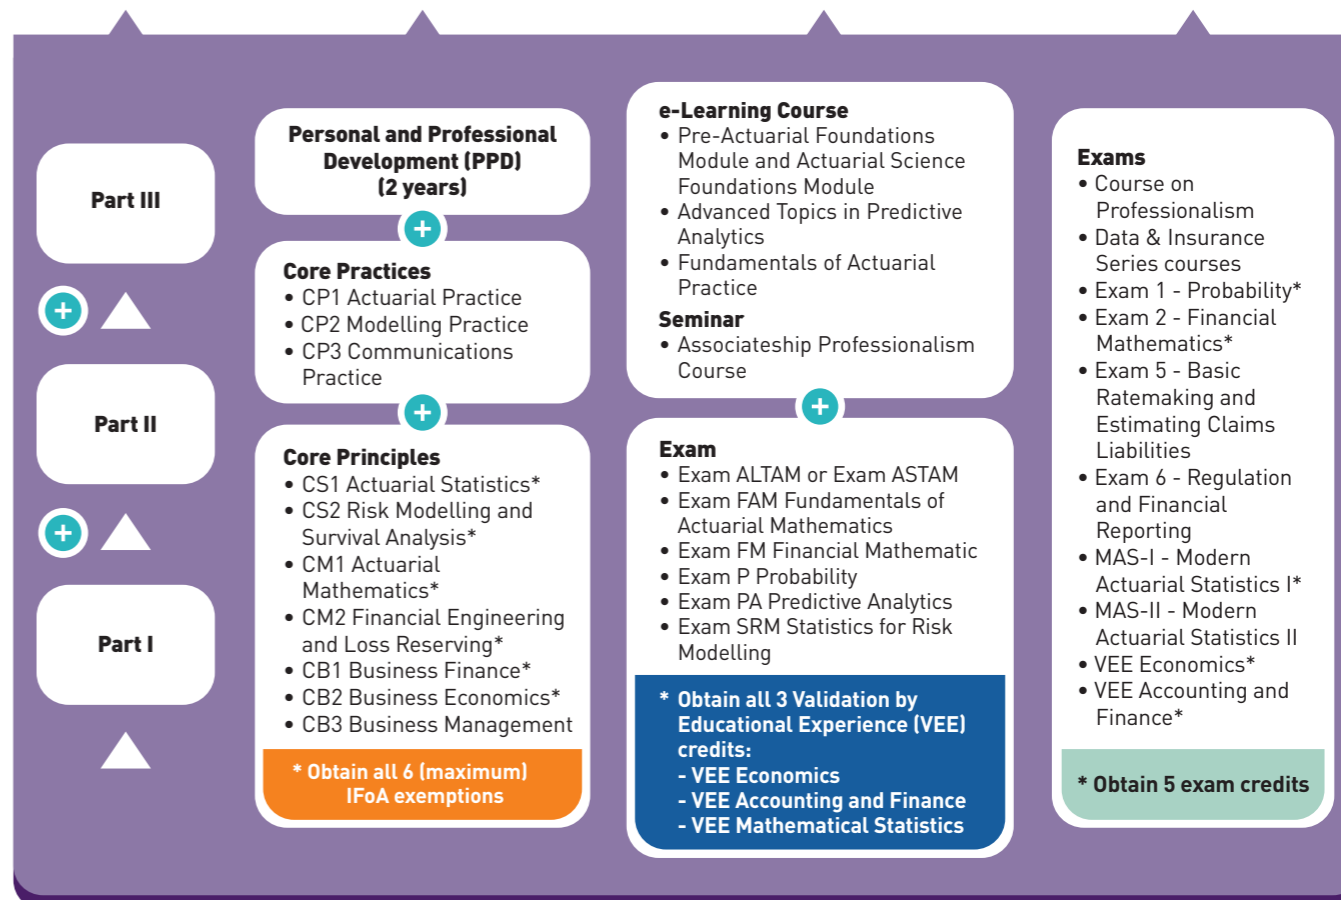 Part III
Part II
Part I
Personal and Professional
Development (PPD)
(2 years)
+
Core Practices
• CP1 Actuarial Practice
• CP2 Modelling Practice
• CP3 Communications
Practice
+
Core Principles
• CS1 Actuarial Statistics*
• CS2 Risk Modelling and
Survival Analysis*
• CM1 Actuarial
Mathematics*
• CM2 Financial Engineering
and Loss Reserving*
• CB1 Business Finance*
• CB2 Business Economics*
• CB3 Business Management
* Obtain all 6 (maximum)
IFoA exemptions
e-Learning Course
• Pre-Actuarial Foundations
Module and Actuarial Science
Foundations Module
• Advanced Topics in Predictive
Analytics
• Fundamentals of Actuarial
Practice
Seminar
• Associateship Professionalism
Course
+
Exam
• Exam ALTAM or Exam ASTAM
• Exam FAM Fundamentals of
Actuarial Mathematics
• Exam FM Financial Mathematic
• Exam P Probability
• Exam PA Predictive Analytics
• Exam SRM Statistics for Risk
Modelling
* Obtain all 3 Validation by
Educational Experience (VEE)
credits:
- VEE Economics
- VEE Accounting and Finance
- VEE Mathematical Statistics
Exams
• Course on
Professionalism
• Data & Insurance
Series courses
• Exam 1 - Probability*
• Exam 2 - Financial
Mathematics*
• Exam 5 - Basic
Ratemaking and
Estimating Claims
Liabilities
• Exam 6 - Regulation
and Financial
Reporting
• MAS-I - Modern
Actuarial Statistics I*
• MAS-II - Modern
Actuarial Statistics II
• VEE Economics*
• VEE Accounting and
Finance*
* Obtain 5 exam credits